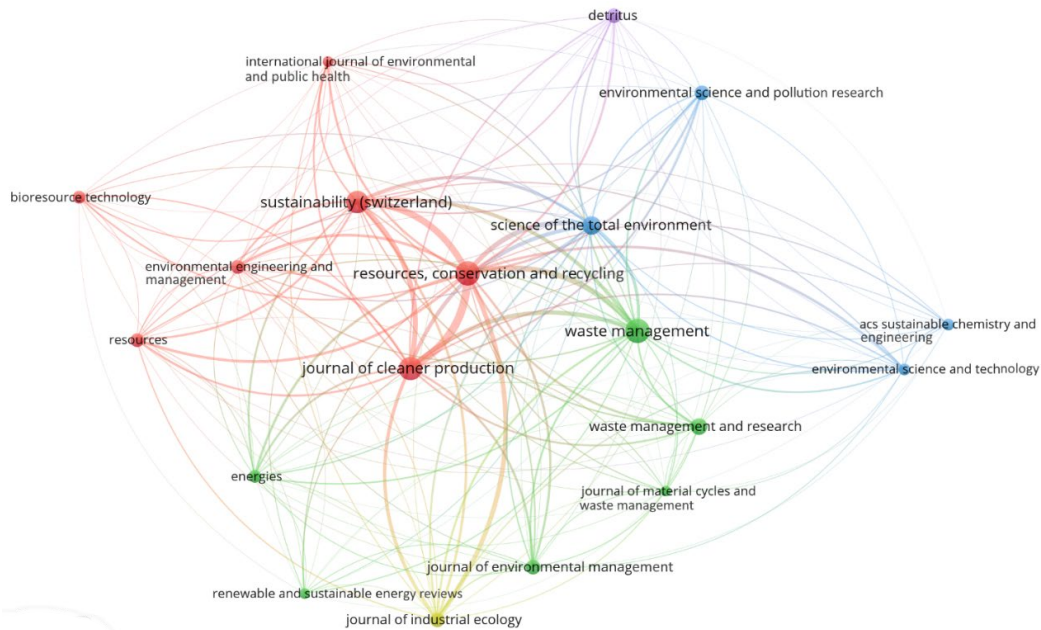 detritus
international journal of environmental
and public health
environmental science and pollution research
bioresource technology
sustainability (switzerland)
science of the total environment
environmental engineering and
management
resources, conservation and recycling
resources
waste management
acs sustainable chemistry and
engineering
journal of cleaner production
environmental science and technology
waste management and research
energies
journal of material cycles and
waste management
journal of environmental management
renewable and sustainable energy reviews
journal of industrial ecology